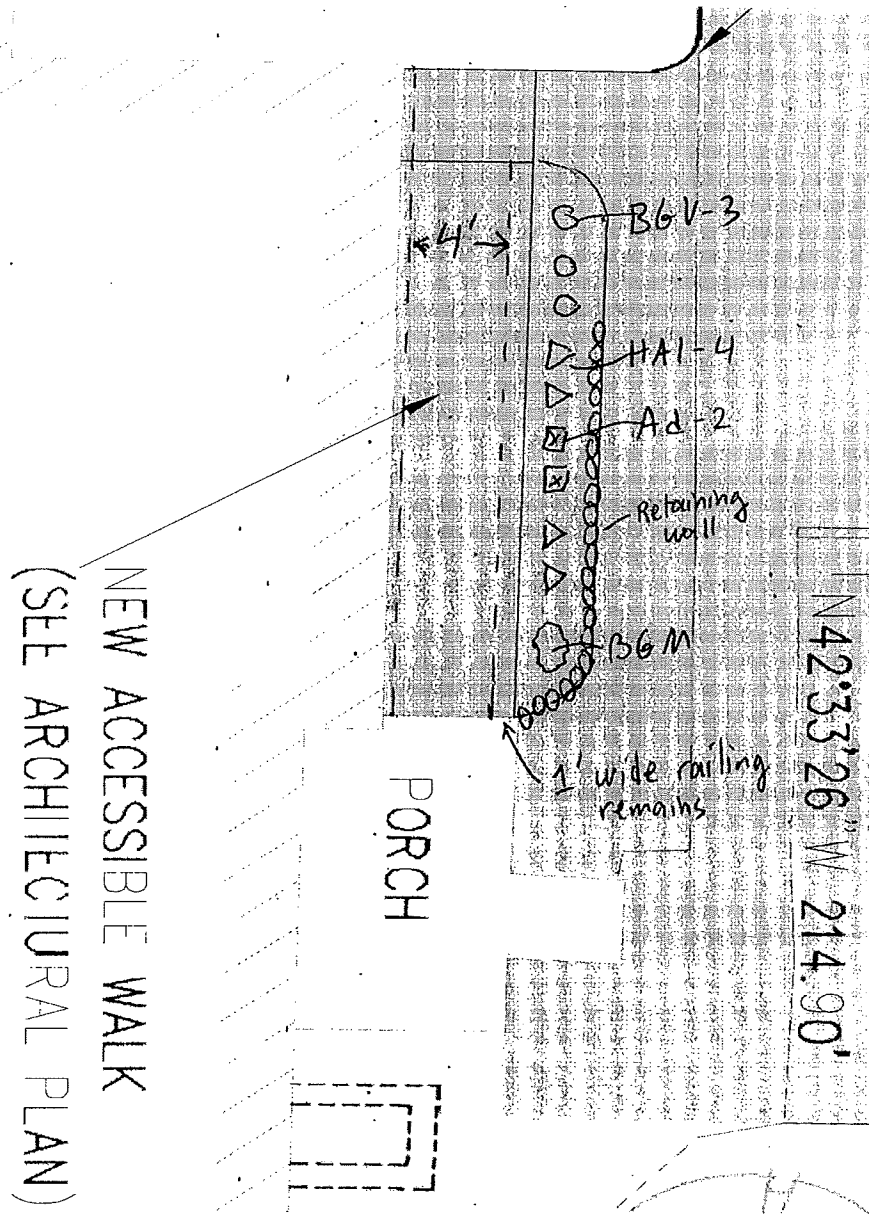 BGV-3
4'
HAI-4
Ad-2
Retaining
wall
BGM
1' wide railing
remains
N42°33'26" W 214.90'
PORCH
NEW ACCESSIBLE WALK
(SEE ARCHITECTURAL PLAN)